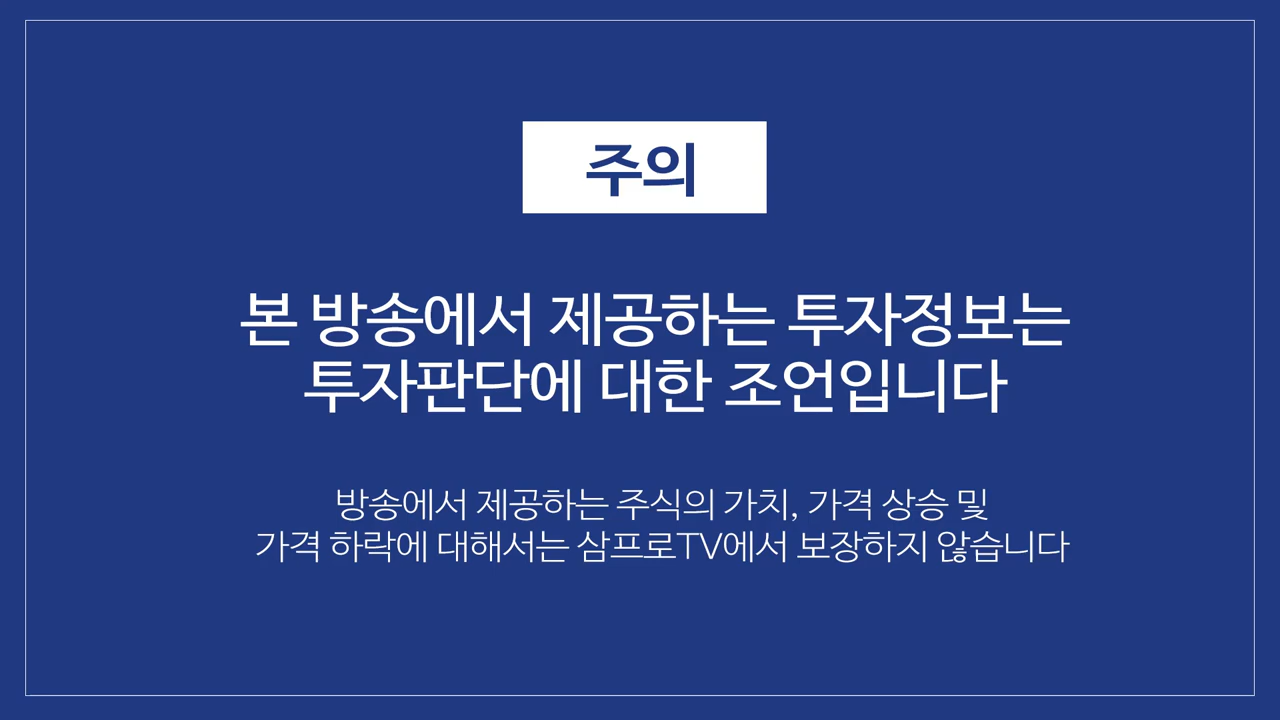 주의
본 방송에서 제공하는 투자정보는
투자판단에 대한 조언입니다
방송에서 제공하는 주식의 가치, 가격 상승 및
가격 하락에 대해서는 삼프로TV에서 보장하지 않습니다